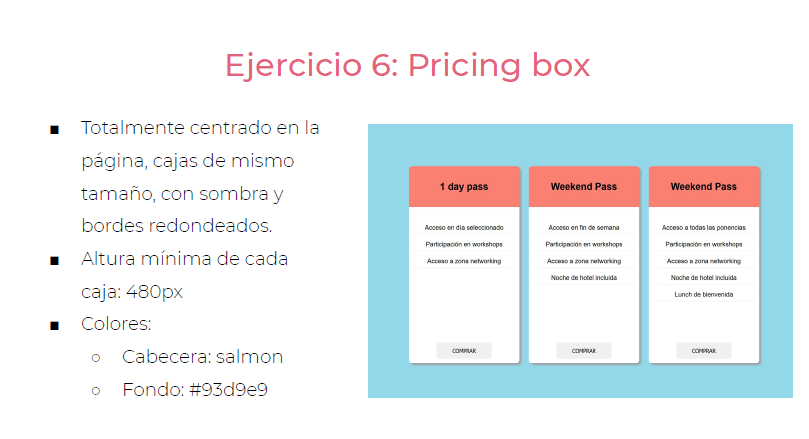 Ejercicio 6: Pricing box
■ Totalmente centrado en la
página, cajas de mismo
tamaño, con sombra y
bordes redondeados.
■ Altura mínima de cada
caja: 480px
■ Colores:
○ Cabecera: salmon
○ Fondo: #93d9e9
1 day pass
Acceso en día seleccionado
Participación en workshops
Acceso a zona networking
COMPRAR
Weekend Pass
Acceso en fin de semana
Participación en workshops
Acceso a zona networking
Noche de hotel incluida
COMPRAR
Weekend Pass
Acceso a todas las ponencias
Participación en workshops
Acceso a zona networking
Noche de hotel incluida
Lunch de bienvenida
COMPRAR